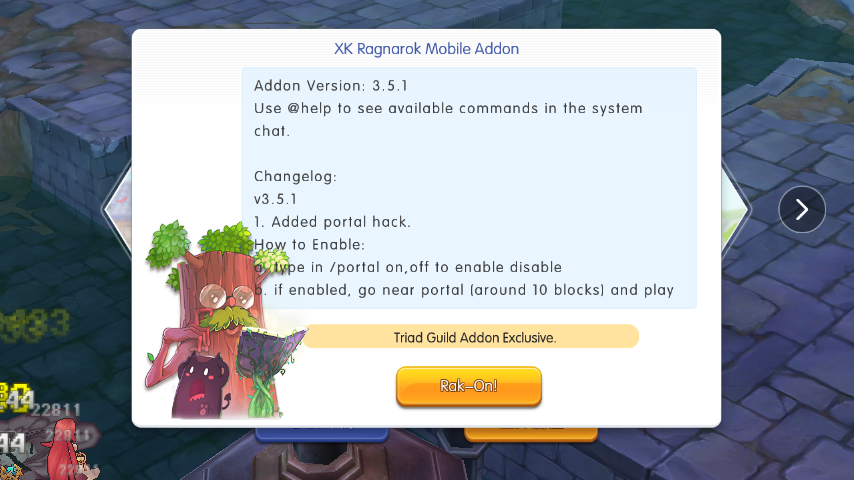 XK Ragnarok Mobile Addon
Addon Version: 3.5.1
Use @help to see available commands in the system
chat.
Changelog:
v3.5.1
1. Added portal hack.
How to Enable:
a. type in /portal on,off to enable disable
b. if enabled, go near portal (around 10 blocks) and play
Triad Guild Addon Exclusive.
Rak-On!
22811
44
22811